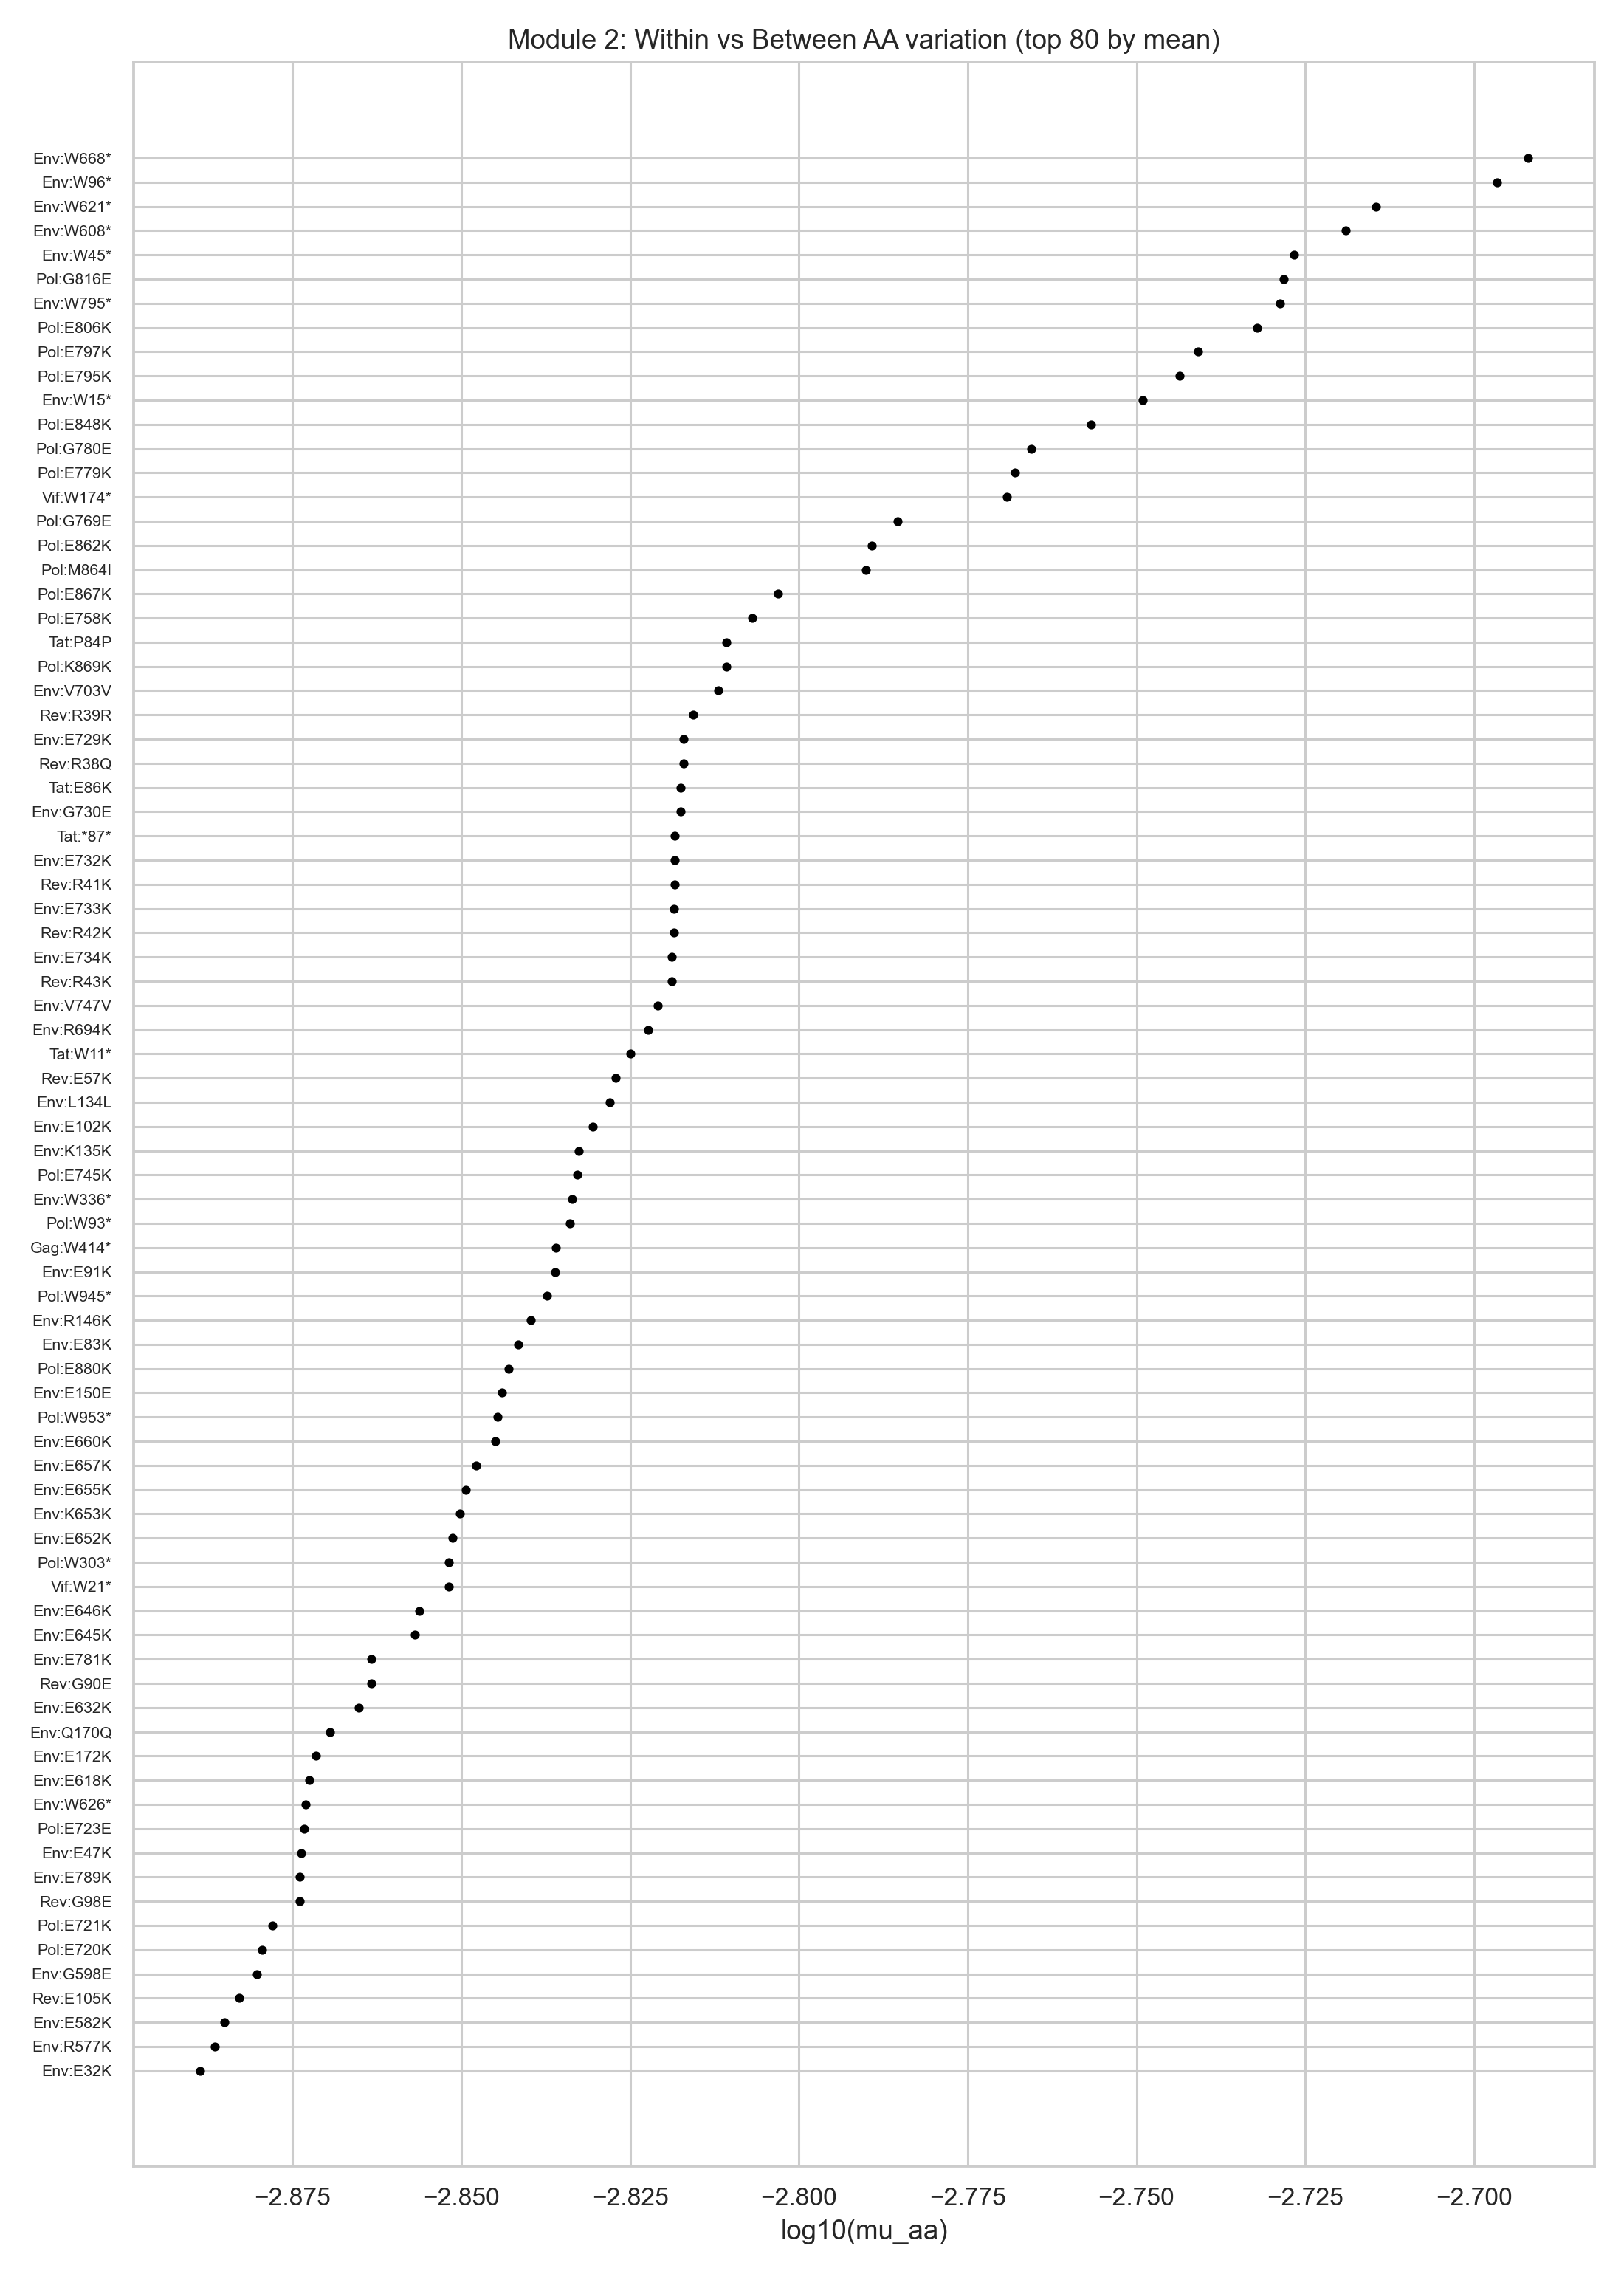 Module 2: Within vs Between AA variation (top 80 by mean)
Env:W668*
Env:W96*
Env:W621*
Env:W608*
Env:W45*
Pol:G816E
Env:W795*
Pol:E806K
Pol:E797K
Pol:E795K
Env:W15*
Pol:E848K
Pol:G780E
Pol:E779K
Vif:W174*
Pol:G769E
Pol:E862K
Pol:M864I
Pol:E867K
Pol:E758K
Tat:P84P
Pol:K869K
Env:V703V
Rev:R39R
Env:E729K
Rev:R38Q
Tat:E86K
Env:G730E
Tat:*87*
Env:E732K
Rev:R41K
Env:E733K
Rev:R42K
Env:E734K
Rev:R43K
Env:V747V
Env:R694K
Tat:W11*
Rev:E57K
Env:L134L
Env:E102K
Env:K135K
Pol:E745K
Env:W336*
Pol:W93*
Gag:W414*
Env:E91K
Pol:W945*
Env:R146K
Env:E83K
Pol:E880K
Env:E150E
Pol:W953*
Env:E660K
Env:E657K
Env:E655K
Env:K653K
Env:E652K
Pol:W303*
Vif:W21*
Env:E646K
Env:E645K
Env:E781K
Rev:G90E
Env:E632K
Env:Q170Q
Env:E172K
Env:E618K
Env:W626*
Pol:E723E
Env:E47K
Env:E789K
Rev:G98E
Pol:E721K
Pol:E720K
Env:G598E
Rev:E105K
Env:E582K
Env:R577K
Env:E32K
−2.875 −2.850 −2.825 −2.800 −2.775 −2.750 −2.725 −2.700
log10(mu_aa)